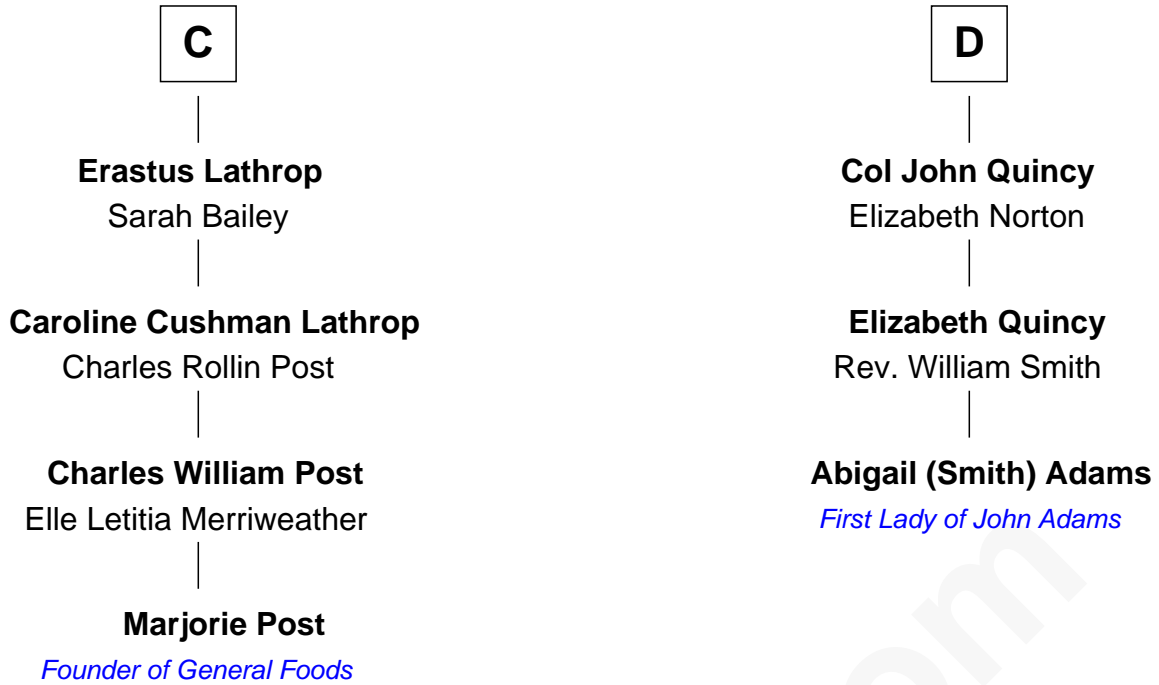 C
Erastus Lathrop
Sarah Bailey
Caroline Cushman Lathrop
Charles Rollin Post
Charles William Post
Elle Letitia Merriweather
Marjorie Post
Founder of General Foods
D
Col John Quincy
Elizabeth Norton
Elizabeth Quincy
Rev. William Smith
Abigail (Smith) Adams
First Lady of John Adams
om